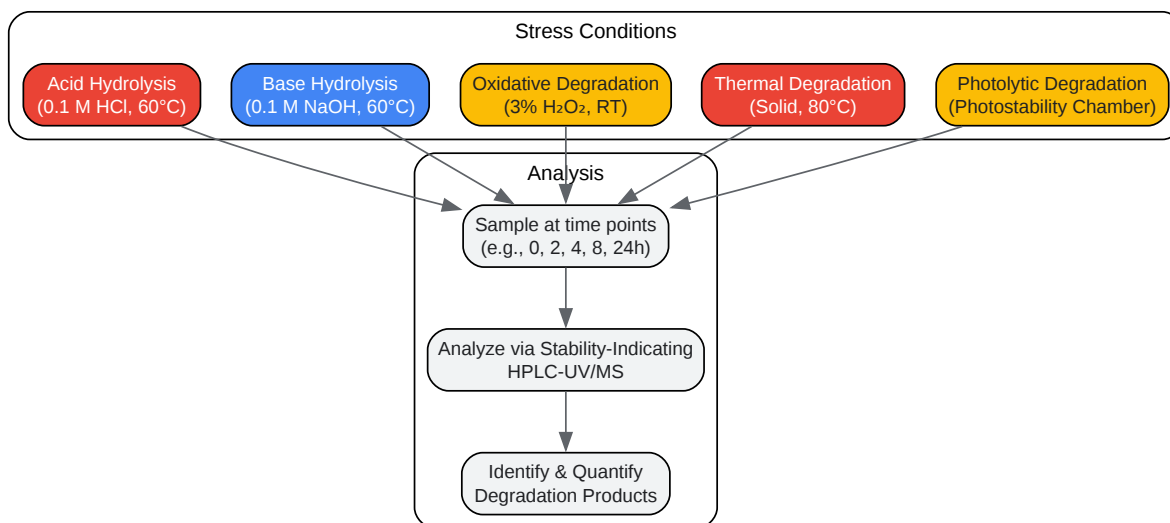 Stress Conditions
Acid Hydrolysis
(0.1 M HCl, 60°C)
Base Hydrolysis
(0.1 M NaOH, 60°C)
Oxidative Degradation
(3% H₂O₂, RT)
Thermal Degradation
(Solid, 80°C)
Photolytic Degradation
(Photostability Chamber)
Analysis
Sample at time points
(e.g., 0, 2, 4, 8, 24h)
Analyze via Stability-Indicating
HPLC-UV/MS
Identify & Quantify
Degradation Products